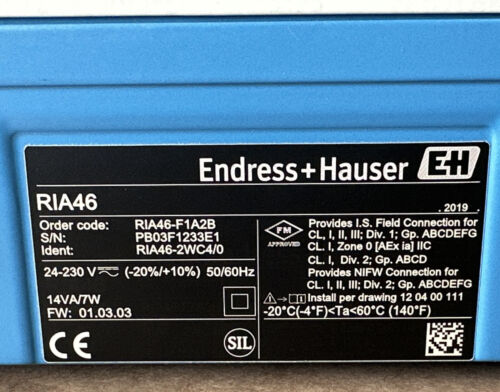 Endress+Hauser EH
RIA46
. 2019 .
Order code: RIA46-F1A2B
S/N: PB03F1233E1
Ident: RIA46-2WC4/0
24-230 V (-20%/+10%) 50/60Hz
14VA/7W
FW: 01.03.03
CE
SIL
FM
APPROVED
Provides I.S. Field Connection for
CL. I, II, III; Div. 1; Gp. ABCDEFG
CL. I, Zone 0 [AEx ia] IIC
CL. I, Div. 2; Gp. ABCD
Provides NIFW Connection for
CL. I, II, III; Div. 2; Gp. ABCDEFG
Install per drawing 12 04 00 111
-20°C(-4°F)<Ta<60°C (140°F)